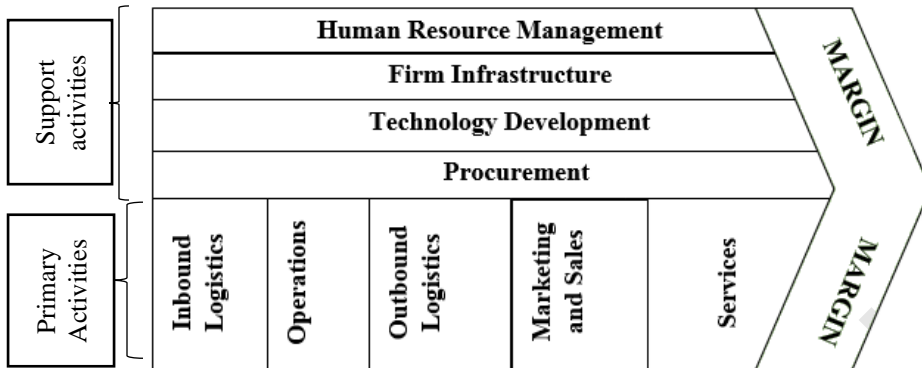 Support
activities
Human Resource Management
Firm Infrastructure
Technology Development
Procurement
MARGIN
Primary
Activities
Inbound
Logistics
Operations
Outbound
Logistics
Marketing
and Sales
Services
MARGIN